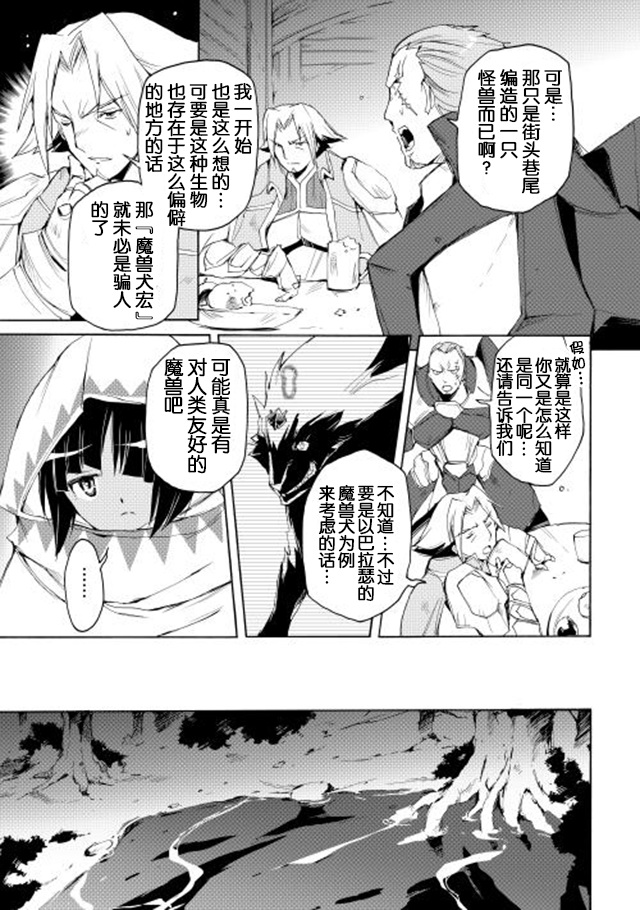 可是…
那只是街头巷尾
编造的一只
怪兽而已啊?
我一开始
也是这么想的…
可要是这种生物
也存在于这么偏僻
的地方的话
那『魔兽犬宏』
就未必是骗人
的了
假如…
就算是这样
你又是怎么知道
是同一个呢…
还请告诉我们
不知道…不过
要是以巴拉瑟的
魔兽犬为例
来考虑的话…
可能真是有
对人类友好的
魔兽吧
……